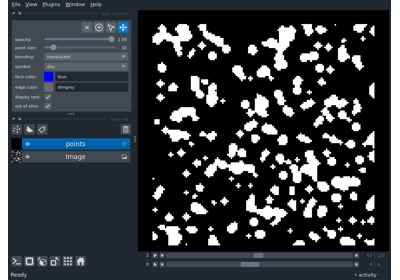 File View Plugins Window Help
opacity: 1.00
point size: 10
blending: translucent
symbol: disc
face color: blue
edge color: dimgrey
display text:
out of slice:
points
Image
2
0
Ready
activity